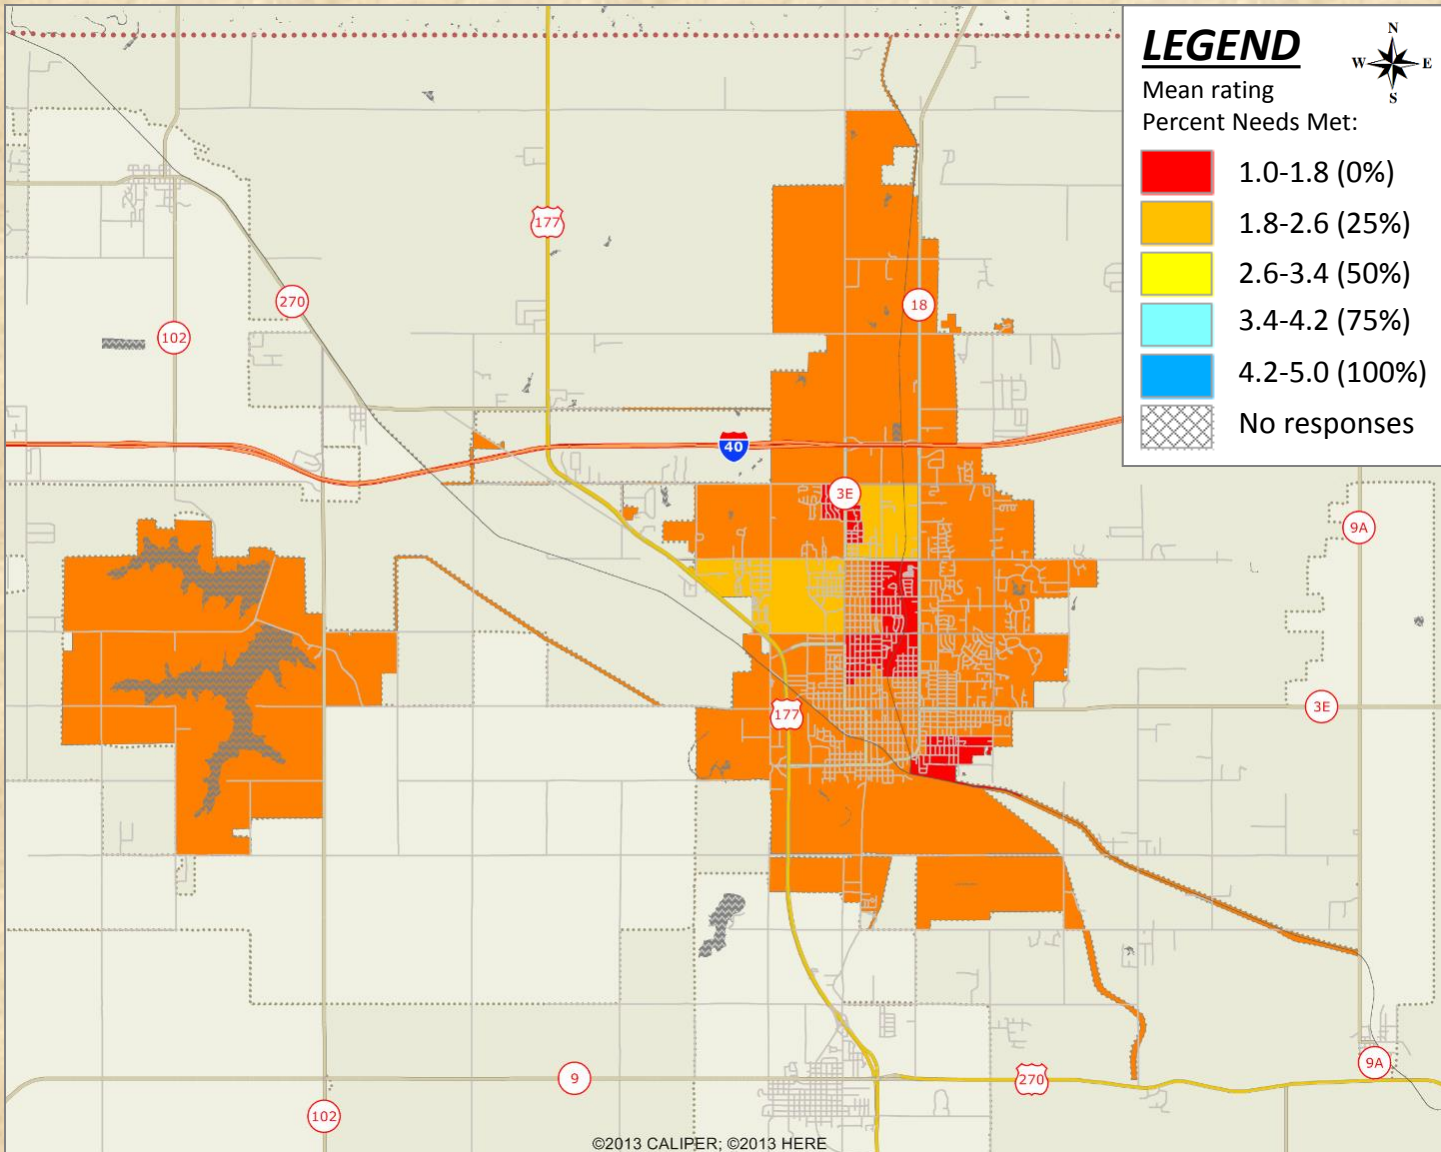 LEGEND
N
W E
S
Mean rating
Percent Needs Met:
1.0-1.8 (0%)
1.8-2.6 (25%)
2.6-3.4 (50%)
3.4-4.2 (75%)
4.2-5.0 (100%)
No responses
177
270
18
102
40
3E
9A
3E
177
9
270
9A
102
©2013 CALIPER; ©2013 HERE